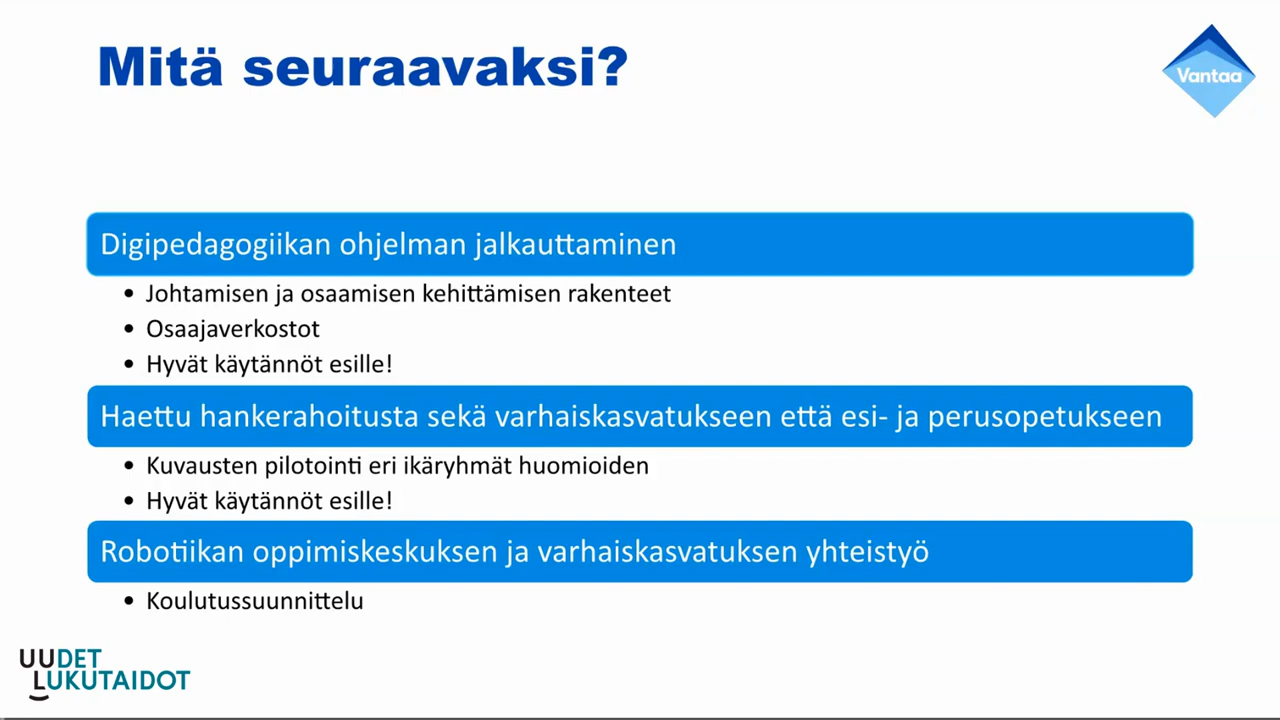 Mitä seuraavaksi?
Vantaa
Digipedagogiikan ohjelman jalkauttaminen
• Johtamisen ja osaamisen kehittämisen rakenteet
• Osaajaverkostot
• Hyvät käytännöt esille!
Haettu hankerahoitusta sekä varhaiskasvatukseen että esi- ja perusopetukseen
• Kuvausten pilotointi eri ikäryhmät huomioiden
• Hyvät käytännöt esille!
Robotiikan oppimiskeskuksen ja varhaiskasvatuksen yhteistyö
• Koulutussuunnittelu
UUDET
LUKUTAIDOT